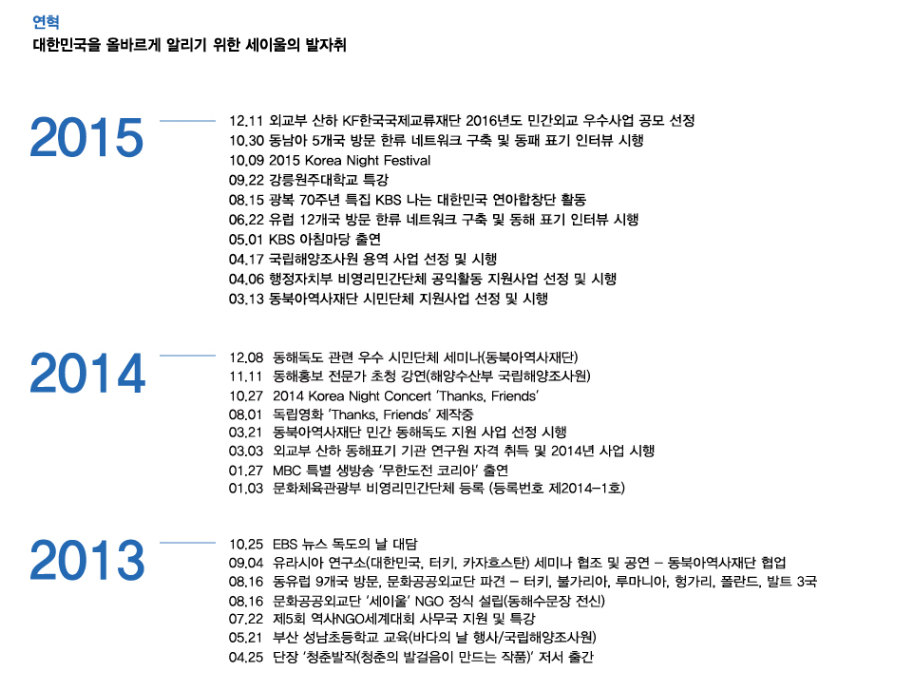 연혁
대한민국을 올바르게 알리기 위한 세이울의 발자취
2015
12.11 외교부 산하 KF한국국제교류재단 2016년도 민간외교 우수사업 공모 선정
10.30 동남아 5개국 방문 한류 네트워크 구축 및 동패 표기 인터뷰 시행
10.09 2015 Korea Night Festival
09.22 강릉원주대학교 특강
08.15 광복 70주년 특집 KBS 나는 대한민국 연아합창단 활동
06.22 유럽 12개국 방문 한류 네트워크 구축 및 동해 표기 인터뷰 시행
05.01 KBS 아침마당 출연
04.17 국립해양조사원 용역 사업 선정 및 시행
04.06 행정자치부 비영리민간단체 공익활동 지원사업 선정 및 시행
03.13 동북아역사재단 시민단체 지원사업 선정 및 시행
2014
12.08 동해독도 관련 우수 시민단체 세미나(동북아역사재단)
11.11 동해홍보 전문가 초청 강연(해양수산부 국립해양조사원)
10.27 2014 Korea Night Concert 'Thanks, Friends'
08.01 독립영화 'Thanks, Friends' 제작중
03.21 동북아역사재단 민간 동해독도 지원 사업 선정 시행
03.03 외교부 산하 동해표기 기관 연구원 자격 취득 및 2014년 사업 시행
01.27 MBC 특별 생방송 '무한도전 코리아' 출연
01.03 문화체육관광부 비영리민간단체 등록 (등록번호 제2014-1호)
2013
10.25 EBS 뉴스 독도의 날 대담
09.04 유라시아 연구소(대한민국, 터키, 카자흐스탄) 세미나 협조 및 공연 - 동북아역사재단 협업
08.16 동유럽 9개국 방문, 문화공공외교단 파견 - 터키, 불가리아, 루마니아, 헝가리, 폴란드, 발트 3국
08.16 문화공공외교단 '세이울' NGO 정식 설립(동해수문장 전신)
07.22 제5회 역사NGO세계대회 사무국 지원 및 특강
05.21 부산 성남초등학교 교육(바다의 날 행사/국립해양조사원)
04.25 단장 '청춘발작(청춘의 발걸음이 만드는 작품)' 저서 출간